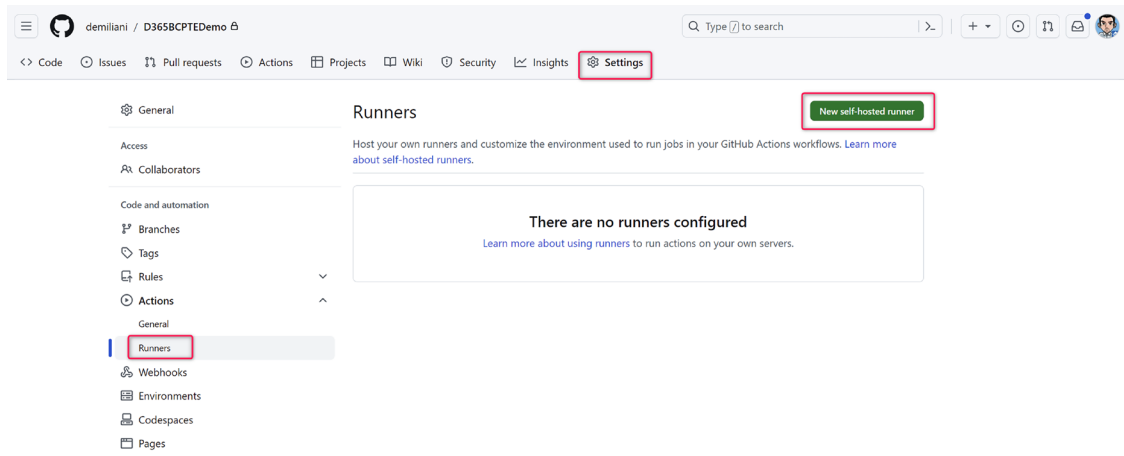 demiliani / D365BCPTEDemo
Type / to search
Code Issues Pull requests Actions Projects Wiki Security Insights Settings
General
Access
Collaborators
Code and automation
Branches
Tags
Rules
Actions
General
Runners
Webhooks
Environments
Codespaces
Pages
Runners
New self-hosted runner
Host your own runners and customize the environment used to run jobs in your GitHub Actions workflows. Learn more
about self-hosted runners.
There are no runners configured
Learn more about using runners to run actions on your own servers.